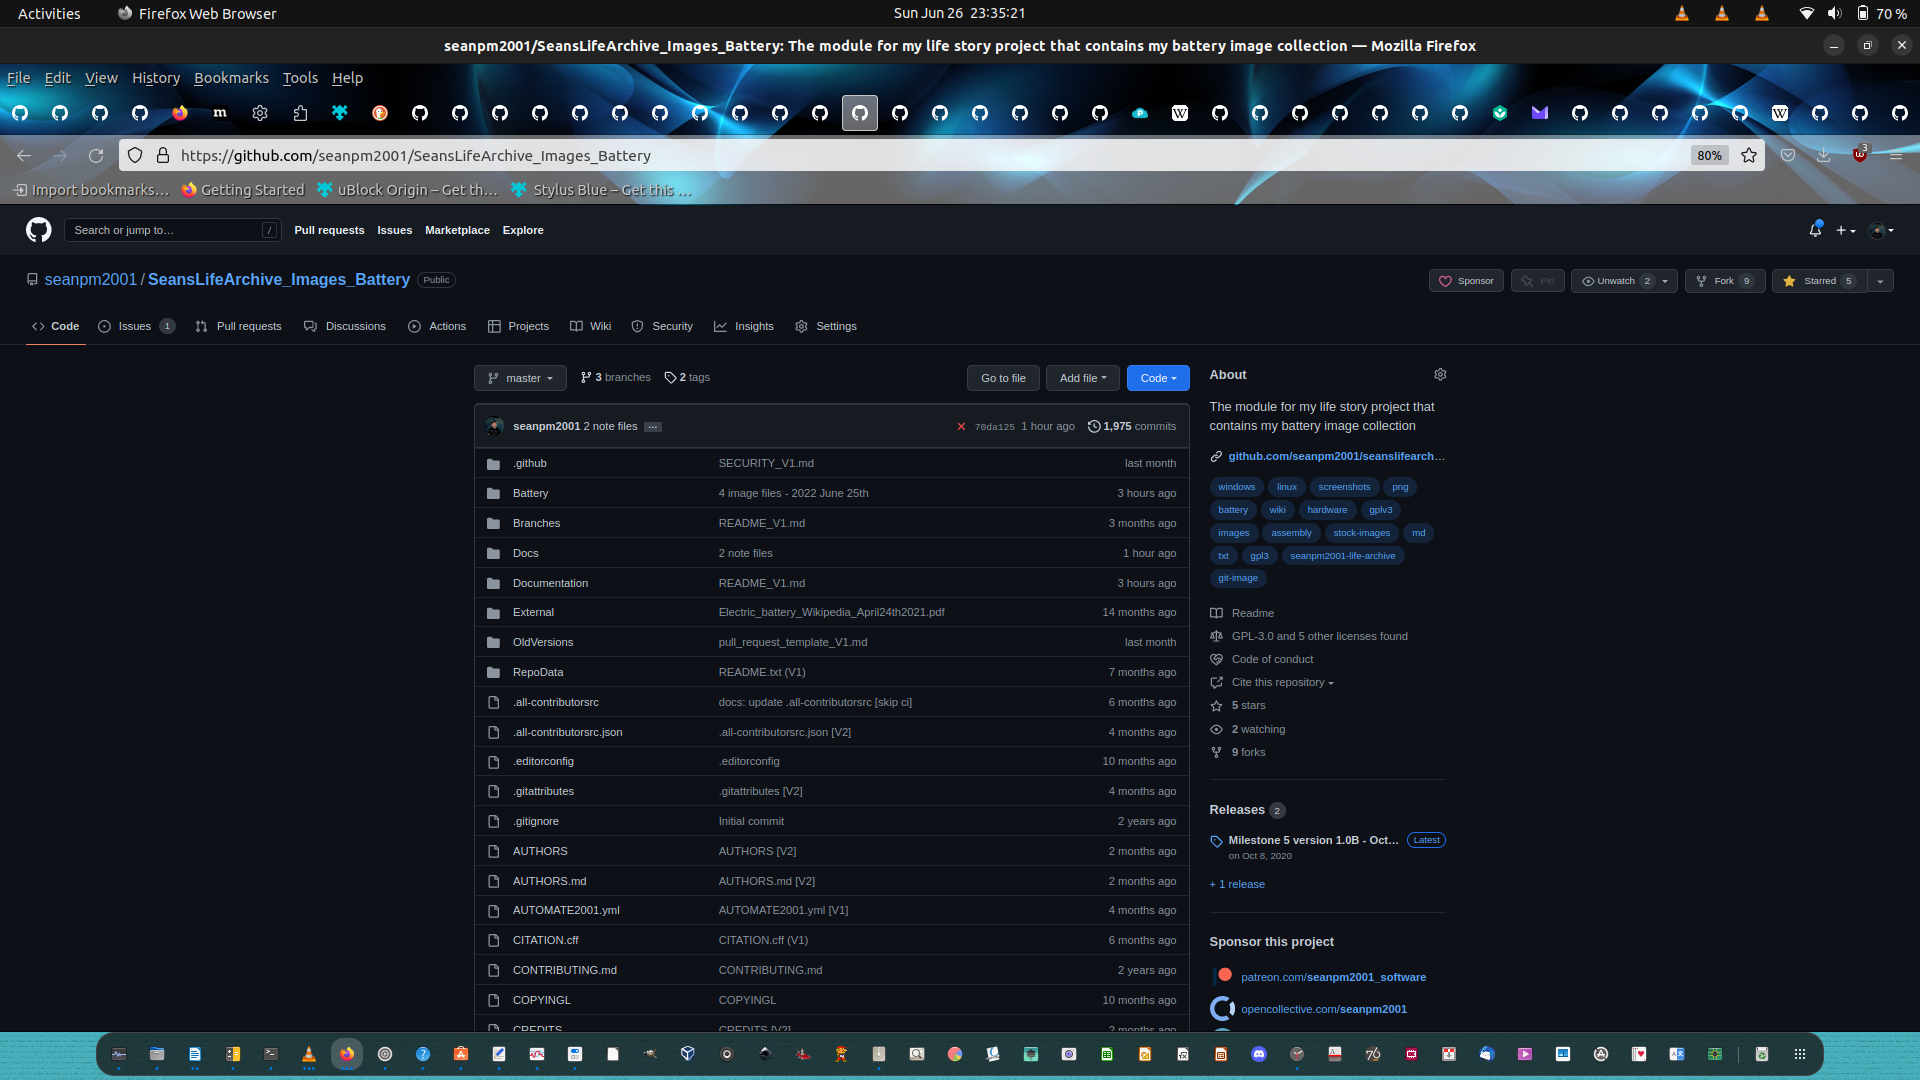 Activities Firefox Web Browser Sun Jun 26 23:35:21 70 %
seanpm2001/SeansLifeArchive_Images_Battery: The module for my life story project that contains my battery image collection — Mozilla Firefox
File Edit View History Bookmarks Tools Help
https://github.com/seanpm2001/SeansLifeArchive_Images_Battery 80% 3
Import bookmarks… Getting Started uBlock Origin – Get th… Stylus Blue – Get this …
Search or jump to… / Pull requests Issues Marketplace Explore
seanpm2001 / SeansLifeArchive_Images_Battery Public Sponsor Pin Unwatch 2 Fork 9 Starred 5
Code Issues 1 Pull requests Discussions Actions Projects Wiki Security Insights Settings
master 3 branches 2 tags Go to file Add file Code
seanpm2001 2 note files ... 70da125 1 hour ago 1,975 commits
.github SECURITY_V1.md last month
Battery 4 image files - 2022 June 25th 3 hours ago
Branches README_V1.md 3 months ago
Docs 2 note files 1 hour ago
Documentation README_V1.md 3 hours ago
External Electric_battery_Wikipedia_April24th2021.pdf 14 months ago
OldVersions pull_request_template_V1.md last month
RepoData README.txt (V1) 7 months ago
.all-contributorsrc docs: update .all-contributorsrc [skip ci] 6 months ago
.all-contributorsrc.json .all-contributorsrc.json [V2] 4 months ago
.editorconfig .editorconfig 10 months ago
.gitattributes .gitattributes [V2] 4 months ago
.gitignore Initial commit 2 years ago
AUTHORS AUTHORS [V2] 2 months ago
AUTHORS.md AUTHORS.md [V2] 2 months ago
AUTOMATE2001.yml AUTOMATE2001.yml [V1] 4 months ago
CITATION.cff CITATION.cff (V1) 6 months ago
CONTRIBUTING.md CONTRIBUTING.md 2 years ago
COPYINGL COPYINGL 10 months ago
CREDITS CREDITS [V2] 2 months ago
About
The module for my life story project that
contains my battery image collection
github.com/seanpm2001/seanslifearch…
windows linux screenshots png
battery wiki hardware gplv3
images assembly stock-images md
txt gpl3 seanpm2001-life-archive
git-image
Readme
GPL-3.0 and 5 other licenses found
Code of conduct
Cite this repository
5 stars
2 watching
9 forks
Releases 2
Milestone 5 version 1.0B - Oct… Latest
on Oct 8, 2020
+ 1 release
Sponsor this project
patreon.com/seanpm2001_software
opencollective.com/seanpm2001